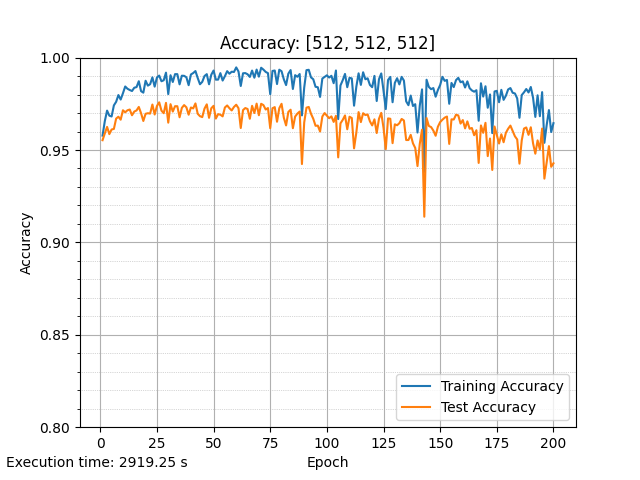 Accuracy: [512, 512, 512]
1.00
0.95
0.90
0.85
0.80
Accuracy
Training Accuracy
Test Accuracy
0 25 50 75 100 125 150 175 200
Execution time: 2919.25 s
Epoch